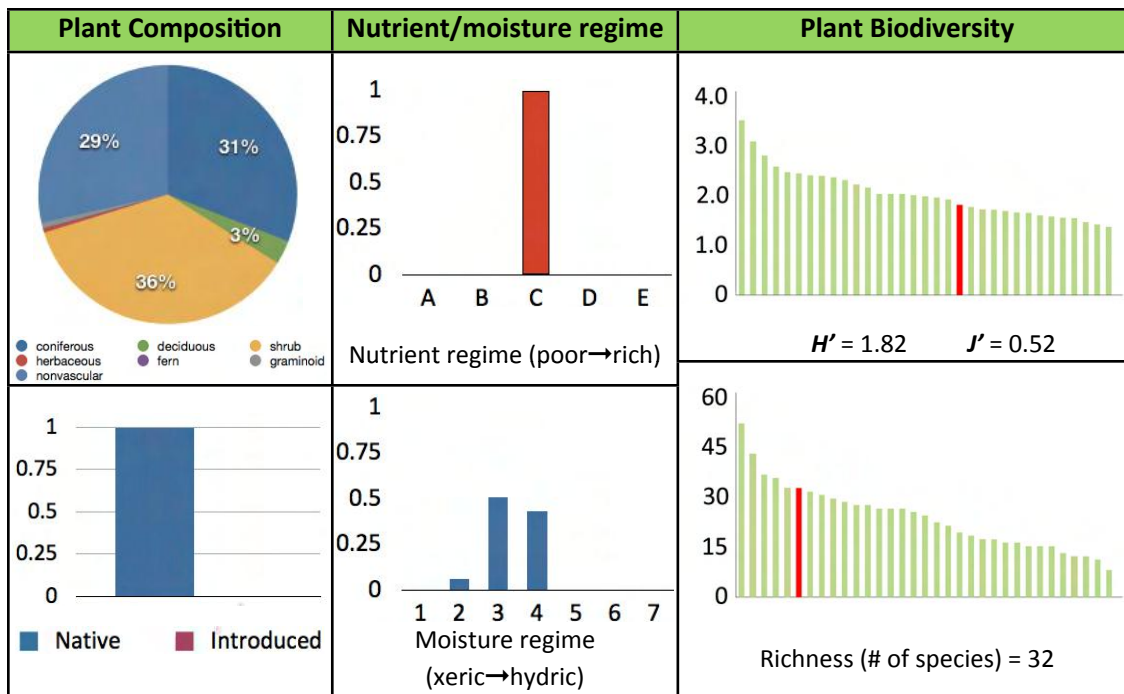 Plant Composition
Nutrient/moisture regime
Plant Biodiversity
29%
31%
3%
36%
coniferous
deciduous
shrub
herbaceous
fern
graminoid
nonvascular
1
0.75
0.5
0.25
0
A B C D E
Nutrient regime (poor→rich)
4.0
3.0
2.0
1.0
0
H’ = 1.82 J’ = 0.52
1
0.75
0.5
0.25
0
Native Introduced
1
0.75
0.5
0.25
0
1 2 3 4 5 6 7
Moisture regime
(xeric→hydric)
60
45
30
15
0
Richness (# of species) = 32